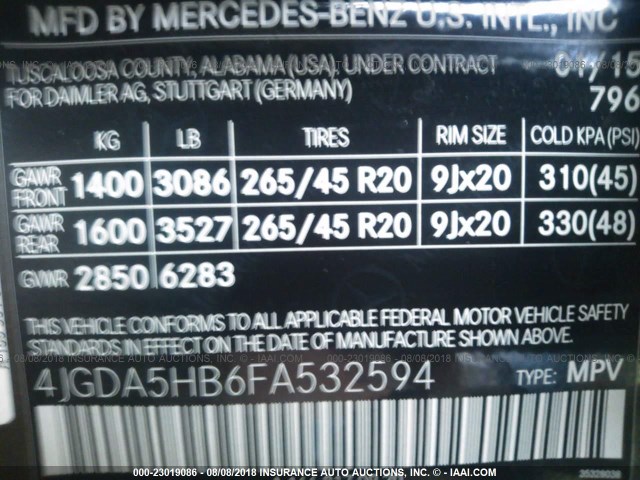 MFD BY MERCEDES-BENZ U.S. INTL., INC
TUSCALOOSA COUNTY, ALABAMA (USA), UNDER CONTRACT 01/15
FOR DAIMLER AG, STUTTGART (GERMANY) 796
KG LB TIRES RIM SIZE COLD KPA(PSI)
GAWR FRONT 1400 3086 265/45 R20 9Jx20 310(45)
GAWR REAR 1600 3527 265/45 R20 9Jx20 330(48)
GVWR 2850 6283
THIS VEHICLE CONFORMS TO ALL APPLICABLE FEDERAL MOTOR VEHICLE SAFETY
STANDARDS IN EFFECT ON THE DATE OF MANUFACTURE SHOWN ABOVE.
4JGDA5HB6FA532594 TYPE: MPV
000-23019086 - 08/08/2018 - © IAAI.COM